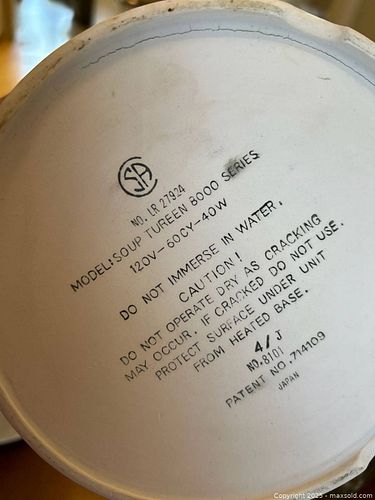 CSA
NO. LR 27924
MODEL: SOUP TUREEN 8000 SERIES
120V-60CY-40W
DO NOT IMMERSE IN WATER.
CAUTION!
DO NOT OPERATE DRY AS CRACKING
MAY OCCUR. IF CRACKED DO NOT USE.
PROTECT SURFACE UNDER UNIT
FROM HEATED BASE.
4/J
NO. 8101
PATENT NO. 714109
JAPAN
Copyright 2025 - maxsold.com